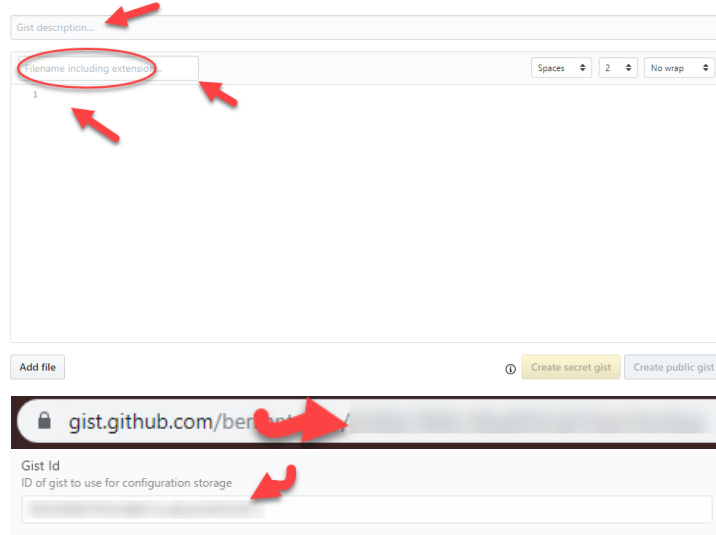 Gist description...
Filename including extension...
Spaces 2 No wrap
1
Add file Create secret gist Create public gist
gist.github.com/
Gist Id
ID of gist to use for configuration storage